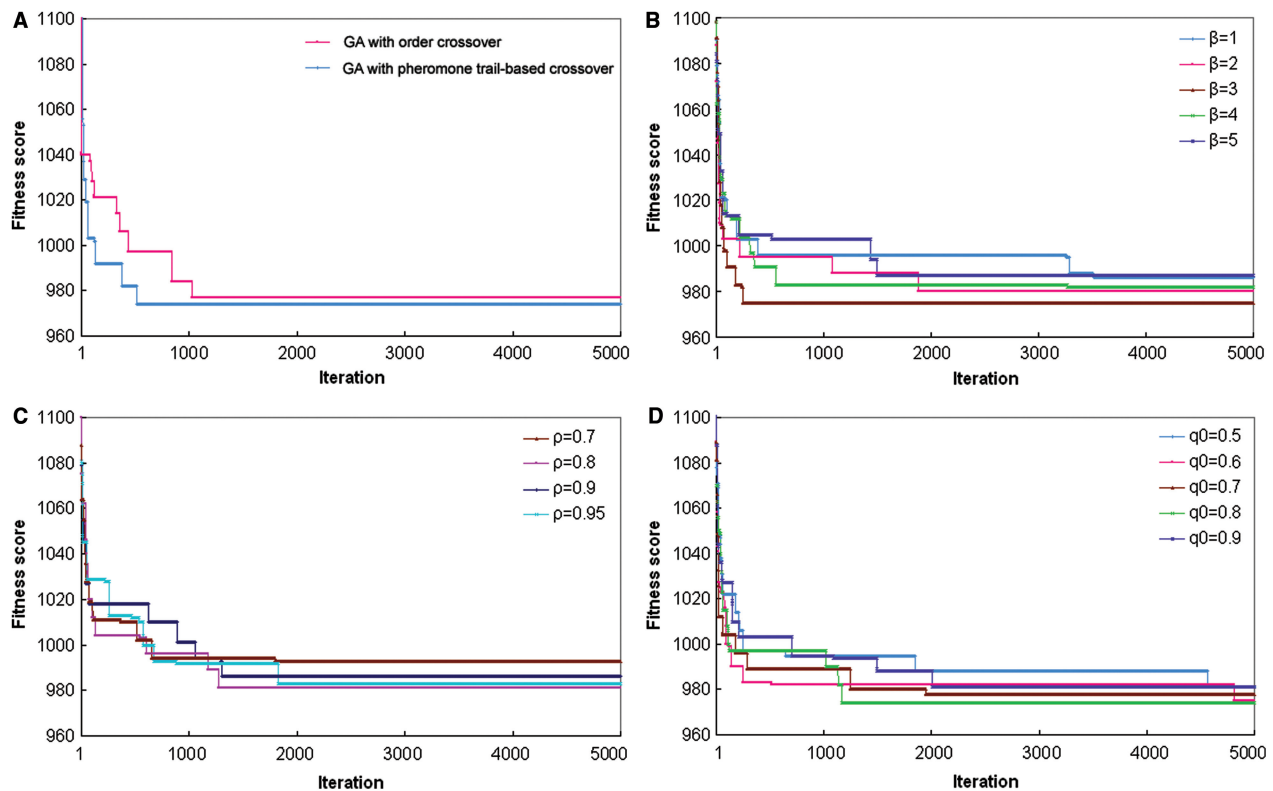 A
1100
1080
1060
1040
1020
1000
980
960
Fitness score
GA with order crossover
GA with pheromone trail-based crossover
1
1000
2000
3000
4000
5000
Iteration
B
1100
1080
1060
1040
1020
1000
980
960
Fitness score
β=1
β=2
β=3
β=4
β=5
1
1000
2000
3000
4000
5000
Iteration
C
1100
1080
1060
1040
1020
1000
980
960
Fitness score
ρ=0.7
ρ=0.8
ρ=0.9
ρ=0.95
1
1000
2000
3000
4000
5000
Iteration
D
1100
1080
1060
1040
1020
1000
980
960
Fitness score
q0=0.5
q0=0.6
q0=0.7
q0=0.8
q0=0.9
1
1000
2000
3000
4000
5000
Iteration